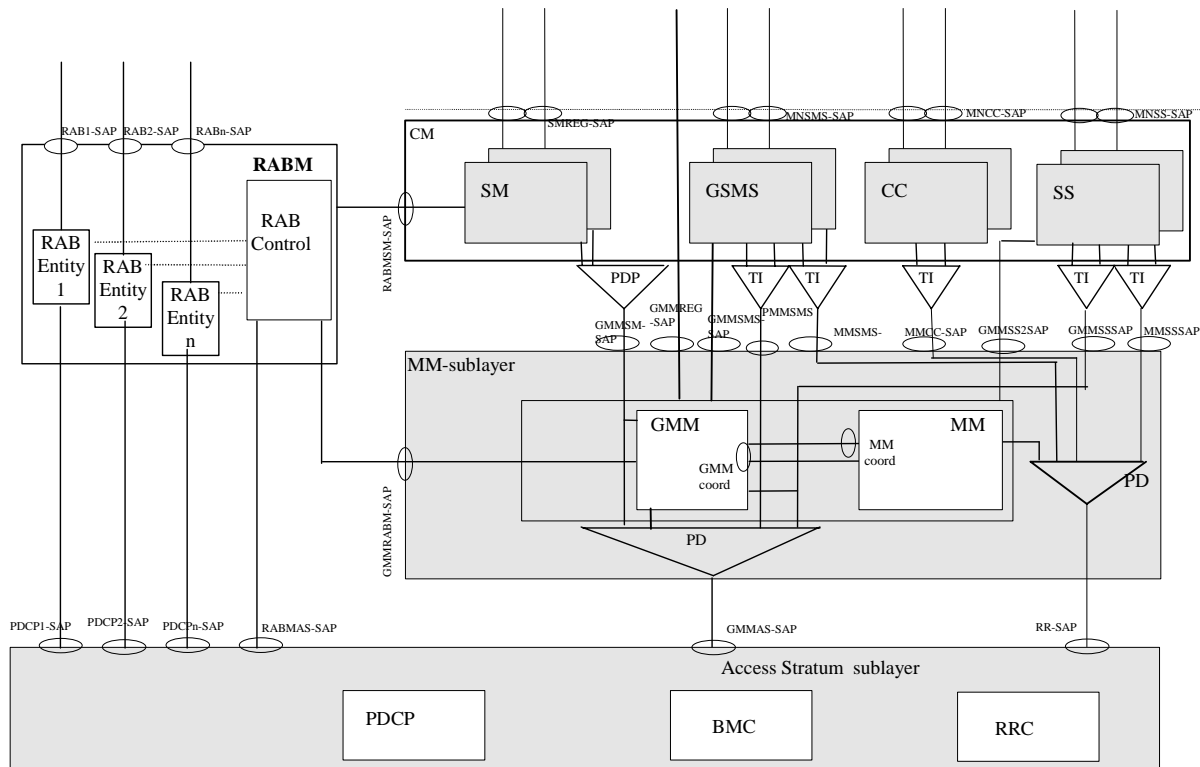 RAB1-SAP
RAB2-SAP
RABn-SAP
SMREG-SAP
MNSMS-SAP
MNCC-SAP
MNSS-SAP
CM
RABM
RAB
Control
RAB
Entity
1
RAB
Entity
2
RAB
Entity
n
RABMSM-SAP
SM
GSMS
CC
SS
PDP
TI
TI
TI
TI
TI
GMMSM-
SAP
GMMREG
-SAP
GMMSMS-
SAP
PMMSMS
MMSMS-
MMCC-SAP
GMMSS2SAP
GMMSSSAP
MMSSSAP
MM-sublayer
GMM
GMM
coord
MM
MM
coord
PD
PD
GMMRABM-SAP
PDCP1-SAP
PDCP2-SAP
PDCPn-SAP
RABMAS-SAP
GMMAS-SAP
RR-SAP
Access Stratum sublayer
PDCP
BMC
RRC